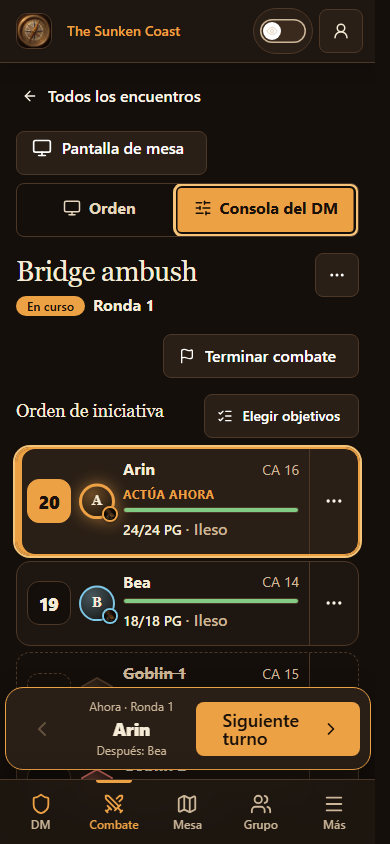 The Sunken Coast
Todos los encuentros
Pantalla de mesa
Orden
Consola del DM
Bridge ambush
En curso
Ronda 1
Terminar combate
Orden de iniciativa
Elegir objetivos
20
A
Arin
CA 16
ACTÚA AHORA
24/24 PG · Ileso
19
B
Bea
CA 14
18/18 PG · Ileso
Goblin 1
CA 15
Ahora · Ronda 1
Arin
Después: Bea
Siguiente
turno
DM
Combate
Mesa
Grupo
Más